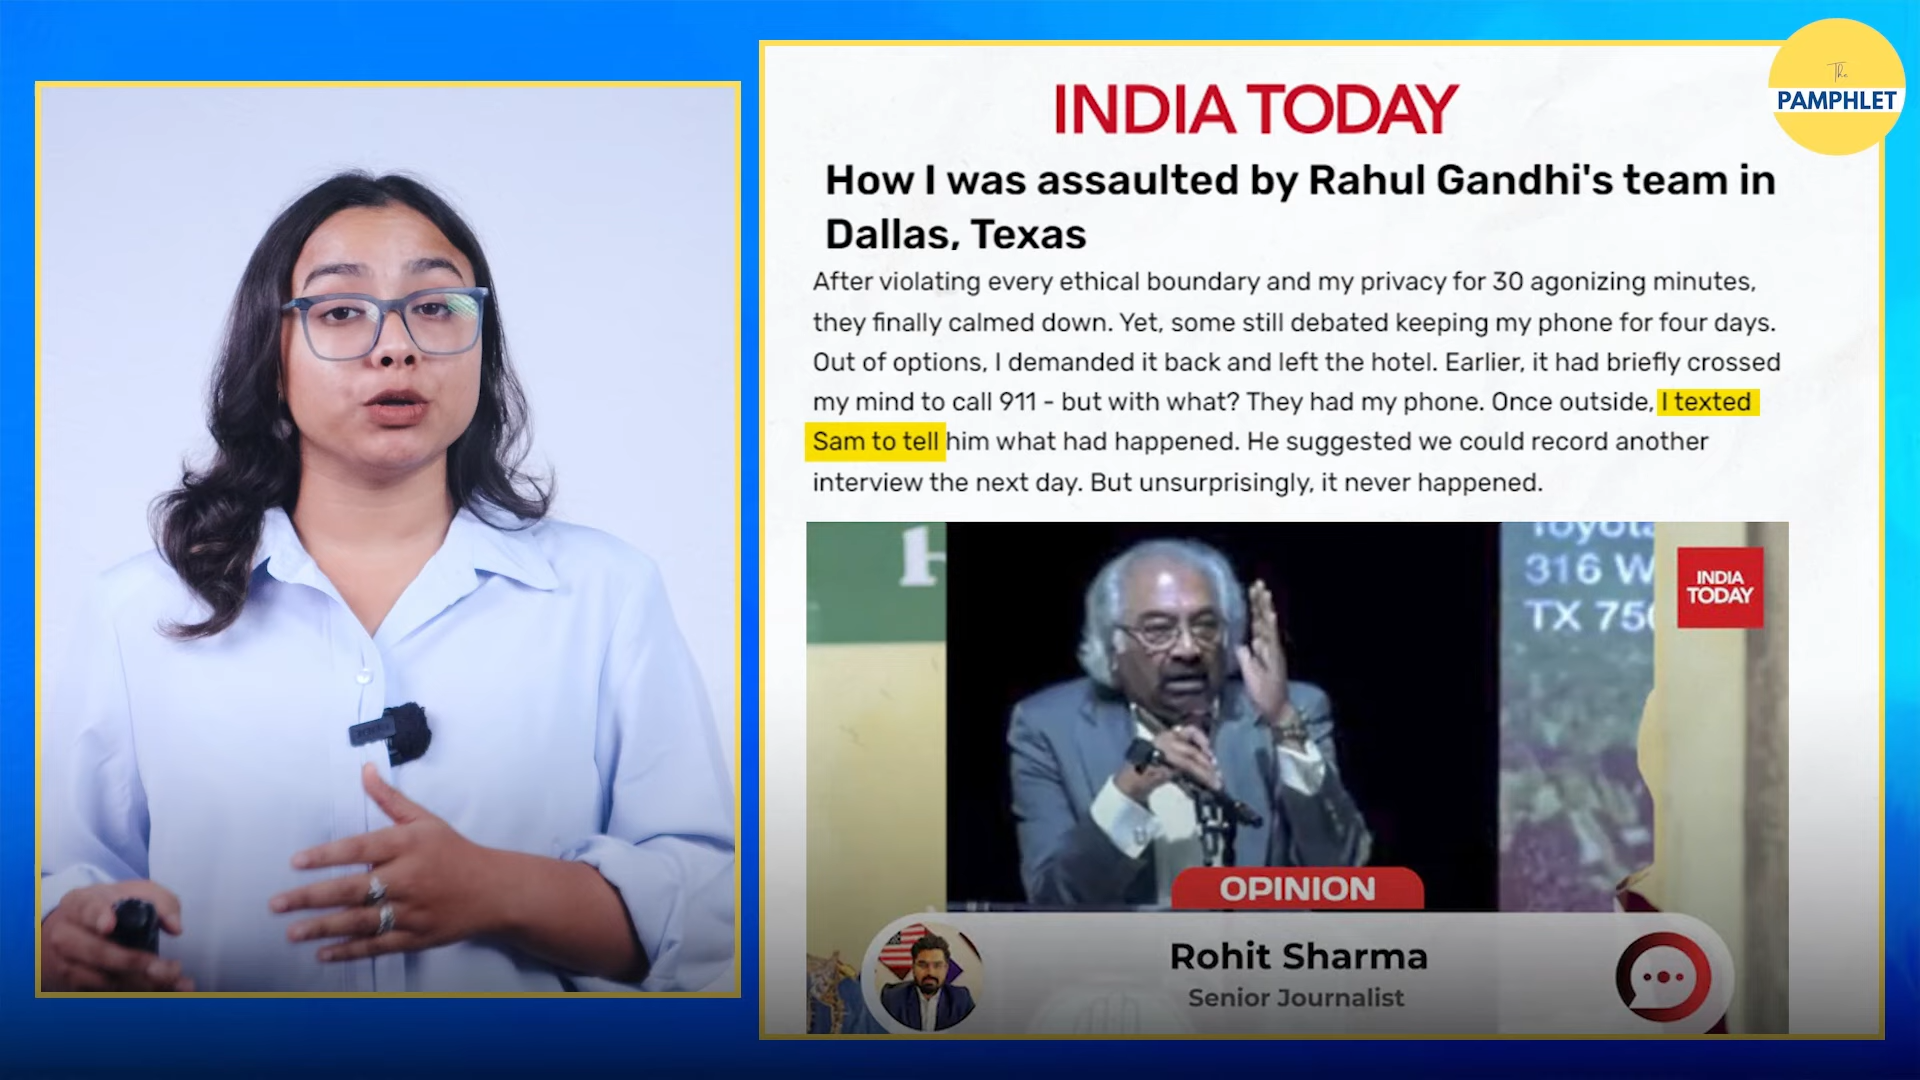 The
PAMPHLET
INDIA TODAY
How I was assaulted by Rahul Gandhi's team in
Dallas, Texas
After violating every ethical boundary and my privacy for 30 agonizing minutes,
they finally calmed down. Yet, some still debated keeping my phone for four days.
Out of options, I demanded it back and left the hotel. Earlier, it had briefly crossed
my mind to call 911 - but with what? They had my phone. Once outside, I texted
Sam to tell him what had happened. He suggested we could record another
interview the next day. But unsurprisingly, it never happened.
316 W
TX 75
INDIA
TODAY
OPINION
Rohit Sharma
Senior Journalist